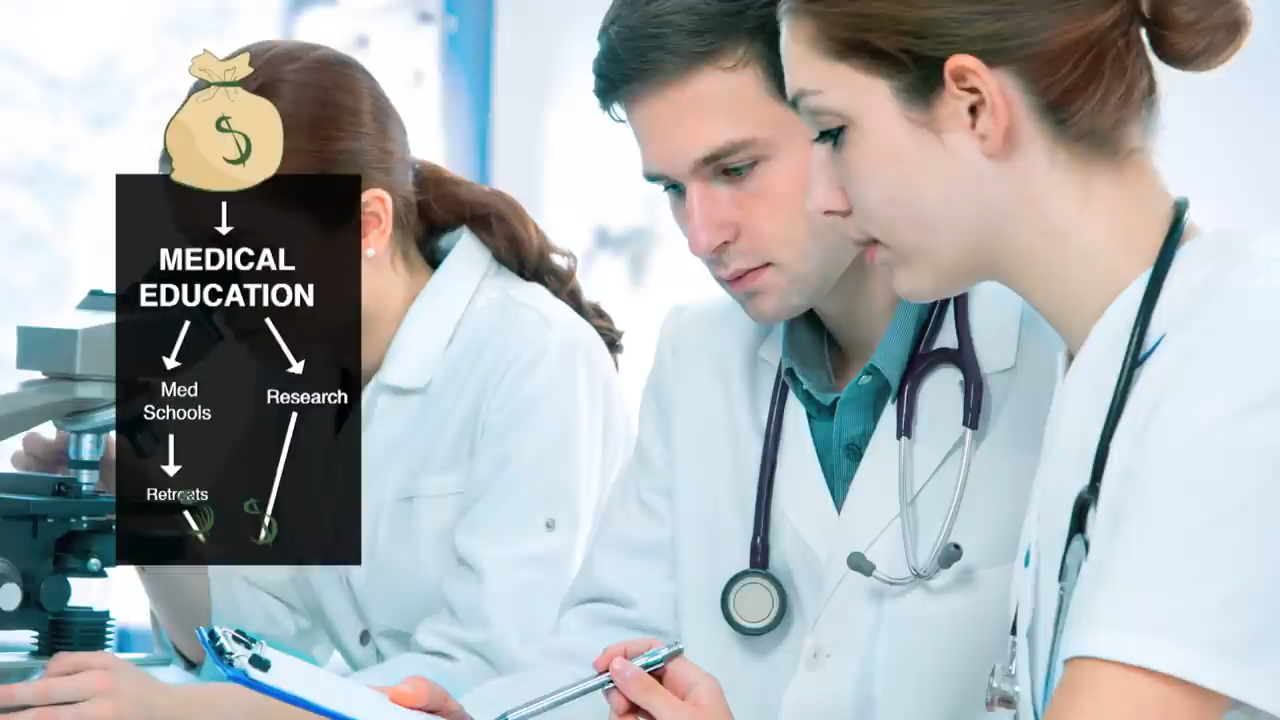 $
MEDICAL
EDUCATION
Med
Schools
Research
Retreats
$